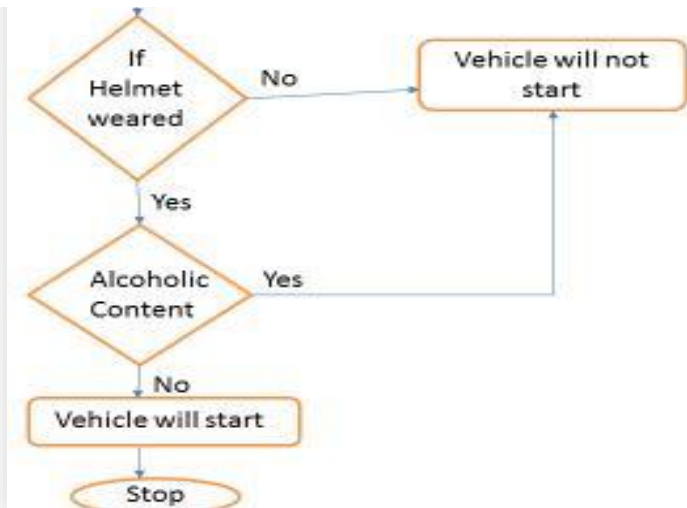 If
Helmet
weared
No
Vehicle will not
start
Yes
Alcoholic
Content
Yes
No
Vehicle will start
Stop